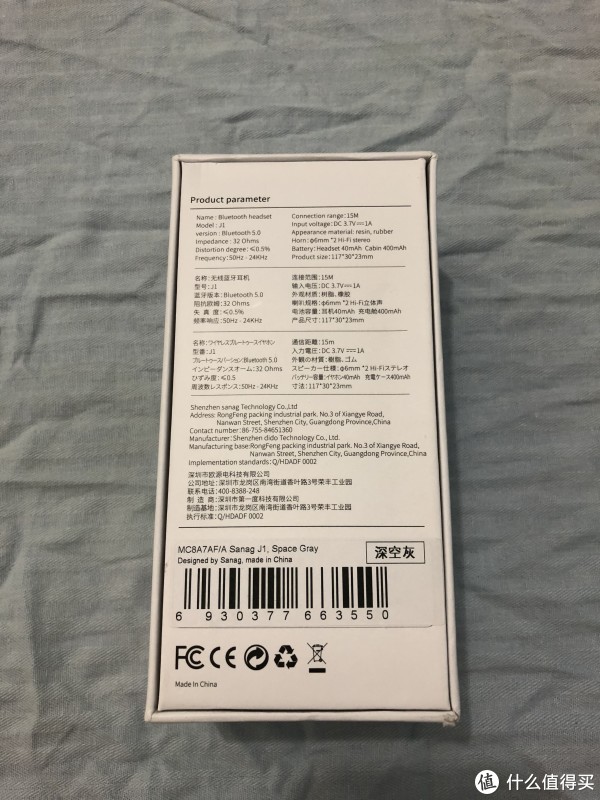 Product parameter
Name : Bluetooth headset
Model : J1
version : Bluetooth 5.0
Impedance : 32 Ohms
Distortion degree : ≤0.5%
Frequency: 50Hz - 24KHz
Connection range: 15M
Input voltage: DC 3.7V⎓1A
Appearance material: resin, rubber
Horn: φ6mm *2 Hi-Fi stereo
Battery: Headset 40mAh Cabin 400mAh
Product size: 117*30*23mm
名称: 无线蓝牙耳机
型号: J1
蓝牙版本: Bluetooth 5.0
阻抗欧姆: 32 Ohms
失 真 度: ≤0.5%
频率响应: 50Hz - 24KHz
连接范围: 15M
输入电压: DC 3.7V⎓1A
外观材质: 树脂、橡胶
喇叭规格: φ6mm *2 Hi-Fi立体声
电池容量: 耳机40mAh 充电舱400mAh
产品尺寸: 117*30*23mm
名称: ワイヤレスブルートゥースイヤホン
型番: J1
ブルートゥースバージョン: Bluetooth 5.0
インピーダンスオーム: 32 Ohms
ひずみ度: ≤0.5
周波数レスポンス: 50Hz - 24KHz
通信距離: 15m
入力電圧: DC 3.7V⎓1A
外観の材質: 樹脂、ゴム
スピーカー仕様: φ6mm *2 Hi-Fiステレオ
バッテリー容量: イヤホン40mAh 充電ケース400mAh
寸法: 117*30*23mm
Shenzhen sanag Technology Co.,Ltd
Address: RongFeng packing industrial park. No.3 of Xiangye Road,
Nanwan Street, Shenzhen City, Guangdong Province,China
Contact number: 86-755-84651360
Manufacturer : Shenzhen dido Technology Co., Ltd.
Manufacturing base:RongFeng packing industrial park. No.3 of Xiangye Road,
Nanwan Street, Shenzhen City, Guangdong Province,China
Implementation standards: Q/HDADF 0002
深圳市欧源电科技有限公司
公司地址: 深圳市龙岗区南湾街道香叶路3号荣丰工业园
联系电话: 400-8388-248
制 造 商: 深圳市第一度科技有限公司
制造基地: 深圳市龙岗区南湾街道香叶路3号荣丰工业园
执行标准: Q/HDADF 0002
MC8A7AF/A Sanag J1, Space Gray
Designed by Sanag, made in China
深空灰
6 930377 663550
FC CE
Made In China
值 什么值得买